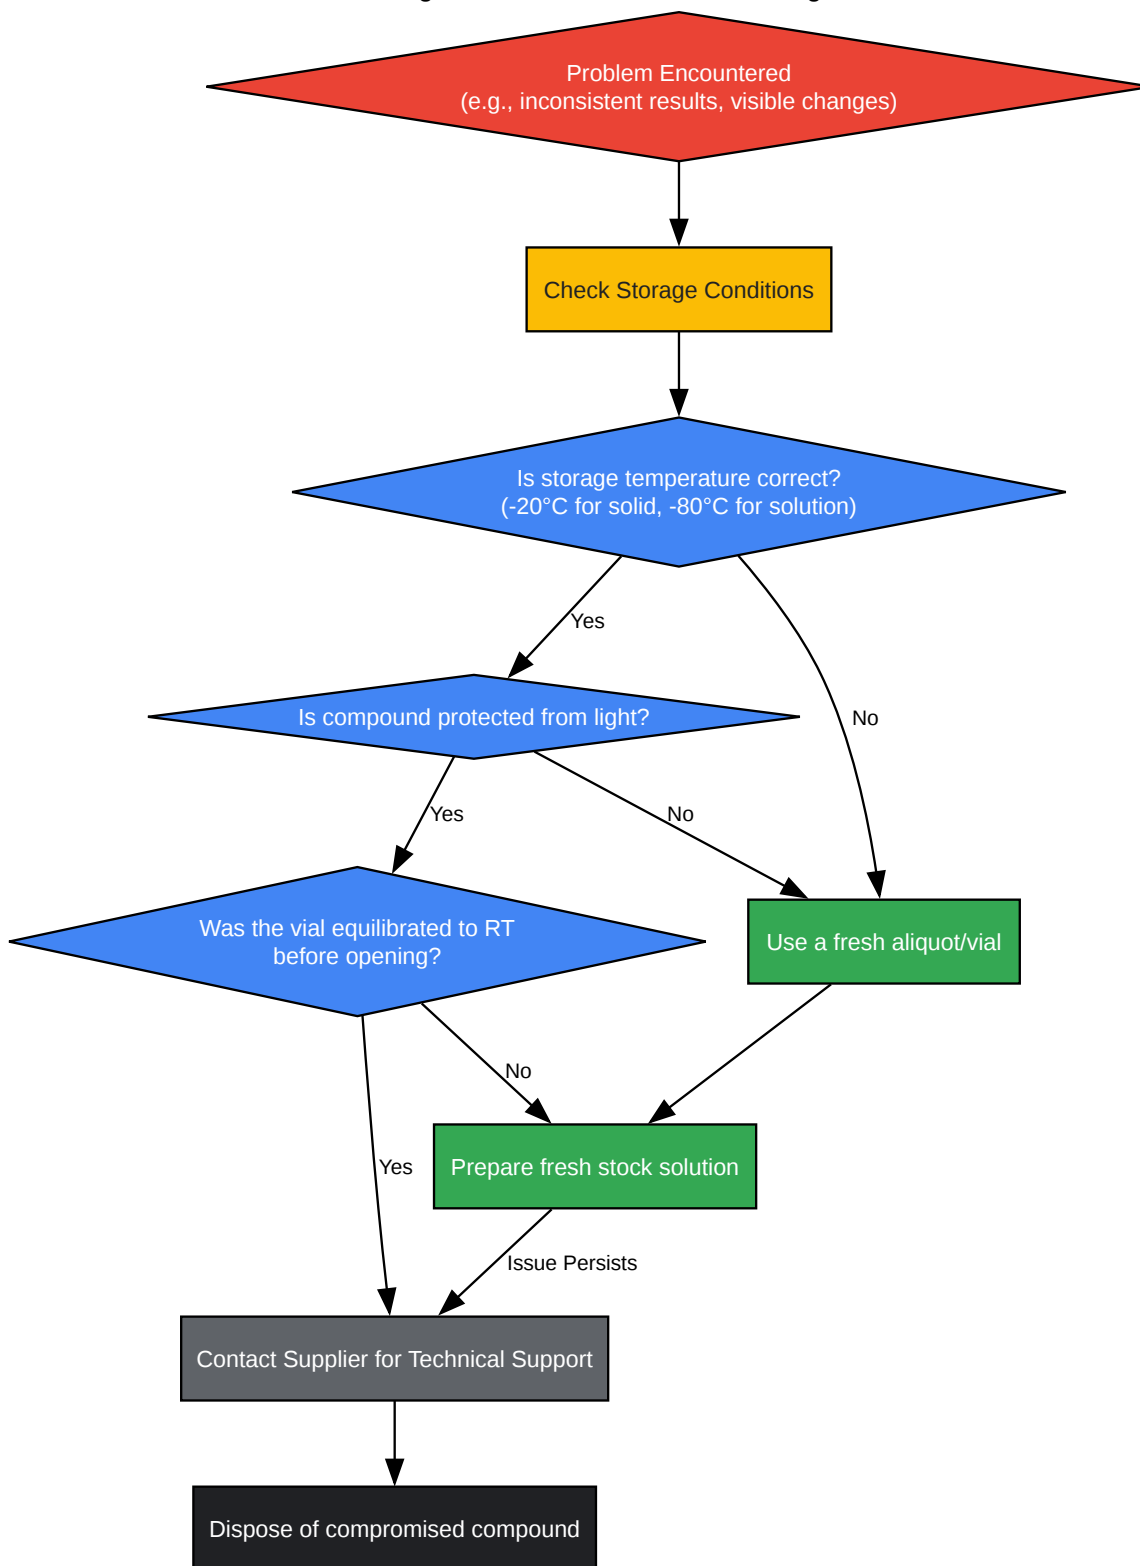 Problem Encountered
(e.g., inconsistent results, visible changes)
Check Storage Conditions
Is storage temperature correct?
(-20°C for solid, -80°C for solution)
Yes
No
Is compound protected from light?
Yes
No
Was the vial equilibrated to RT
before opening?
Use a fresh aliquot/vial
No
Yes
Prepare fresh stock solution
Issue Persists
Contact Supplier for Technical Support
Dispose of compromised compound